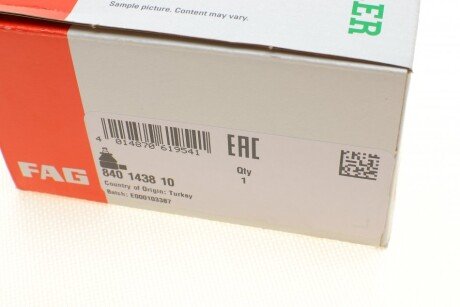 Sample picture. Content may vary.
ER
4 014870 619541
EAC
FAG
840 1438 10
Qty
1
Country of Origin: Turkey
Batch: E000103387